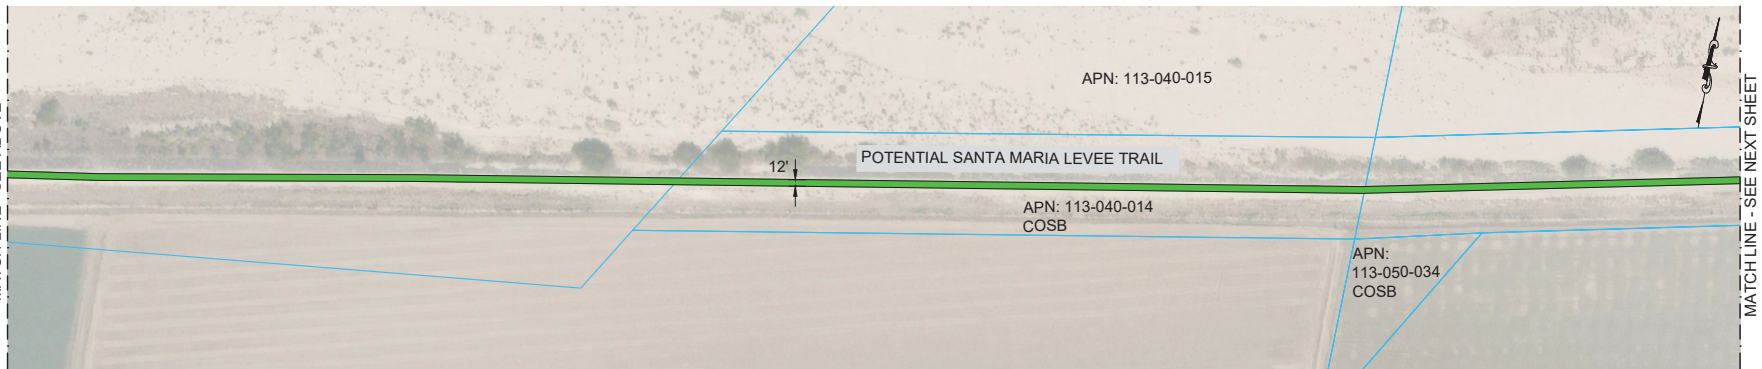 APN: 113-040-015
POTENTIAL SANTA MARIA LEVEE TRAIL
12'
APN: 113-040-014
COSB
APN:
113-050-034
COSB
MATCH LINE - SEE NEXT SHEET